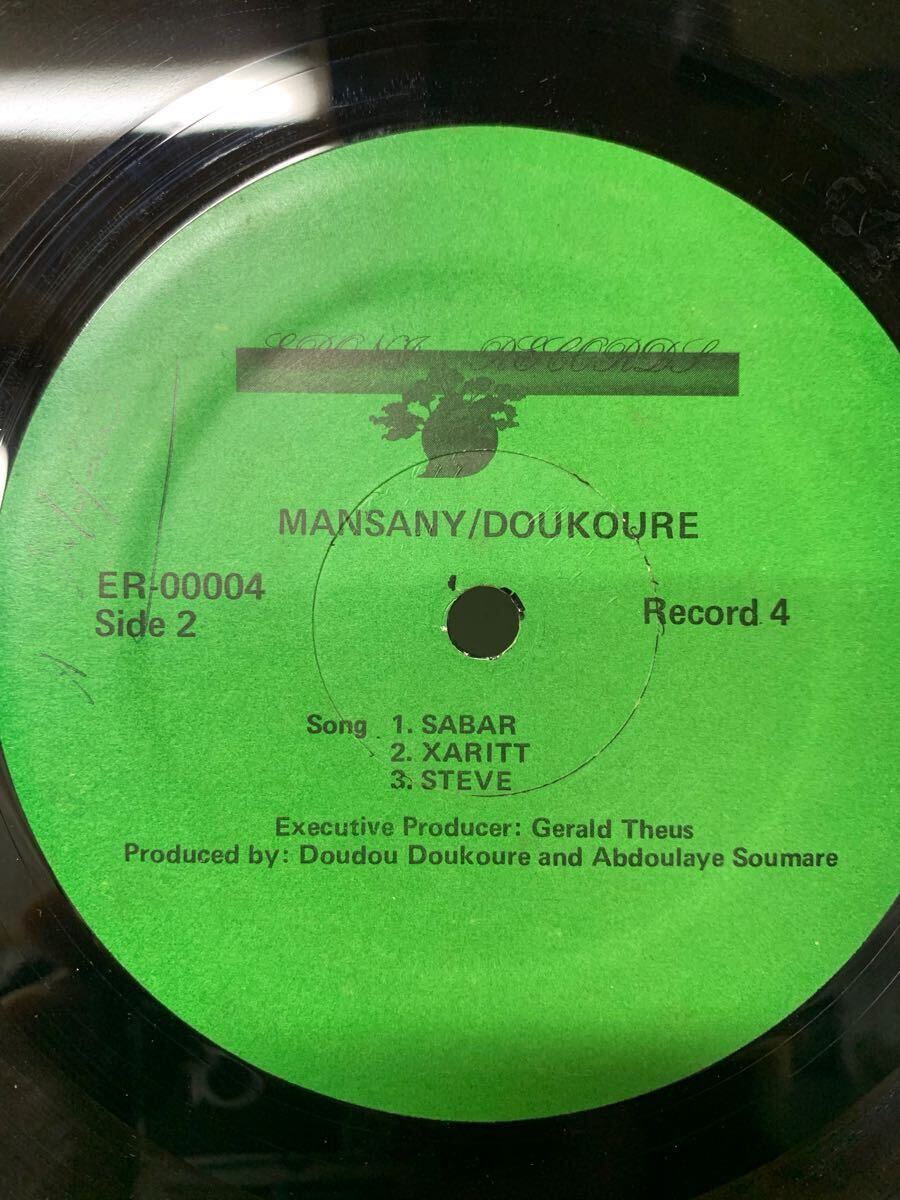 RECORDS
MANSANY/DOUKOURE
ER-00004
Side 2
Record 4
Song 1. SABAR
2. XARITT
3. STEVE
Executive Producer: Gerald Theus
Produced by: Doudou Doukoure and Abdoulaye Soumare